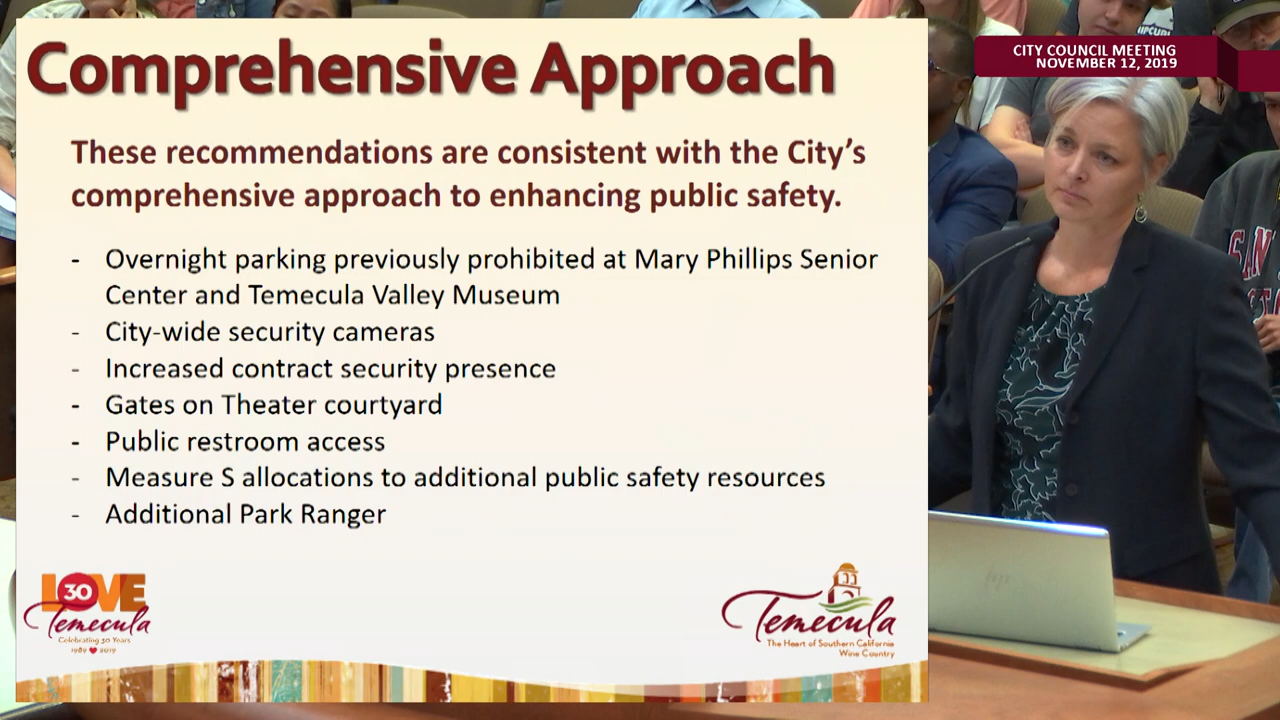 Comprehensive Approach
CITY COUNCIL MEETING
NOVEMBER 12, 2019
These recommendations are consistent with the City’s
comprehensive approach to enhancing public safety.
- Overnight parking previously prohibited at Mary Phillips Senior
Center and Temecula Valley Museum
- City-wide security cameras
- Increased contract security presence
- Gates on Theater courtyard
- Public restroom access
- Measure S allocations to additional public safety resources
- Additional Park Ranger
LOVE
30
Temecula
Celebrating 30 Years
1989 ♥ 2019
Temecula
The Heart of Southern California
Wine Country